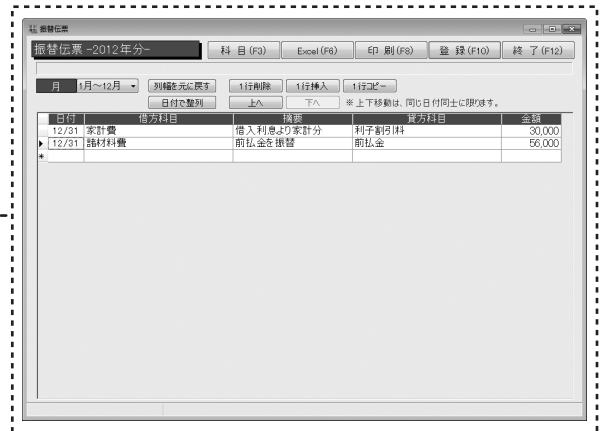 振替伝票
振替伝票 -2012年分-
科 目 (F3) Excel (F6) 印 刷 (F8) 登 録 (F10) 終 了 (F12)
月 1月～12月 列幅を元に戻す 1行削除 1行挿入 1行コピー
日付で整列 上へ 下へ ※上下移動は、同じ日付同士に限ります。
日付 借方科目 摘要 貸方科目 金額
12/31 家計費 借入利息より家計分 利子割引料 30,000
12/31 諸材料費 前払金を振替 前払金 56,000